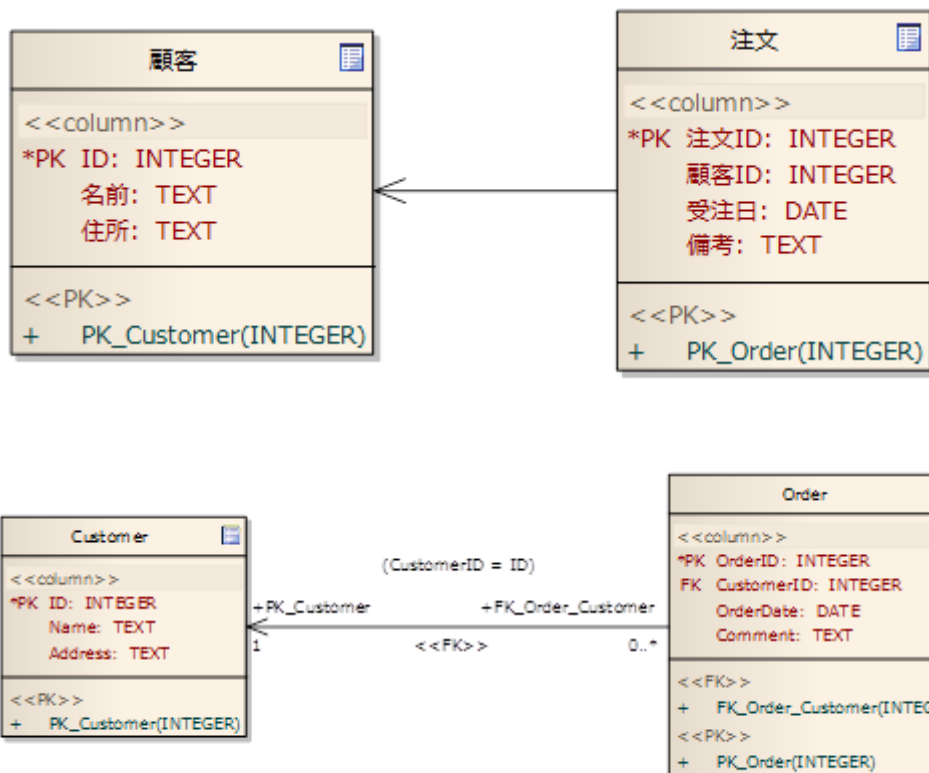 顧客
<<column>>
*PK ID: INTEGER
名前: TEXT
住所: TEXT
<<PK>>
+ PK_Customer(INTEGER)
注文
<<column>>
*PK 注文ID: INTEGER
顧客ID: INTEGER
受注日: DATE
備考: TEXT
<<PK>>
+ PK_Order(INTEGER)
Customer
<<column>>
*PK ID: INTEGER
Name: TEXT
Address: TEXT
<<PK>>
+ PK_Customer(INTEGER)
(CustomerID = ID)
+PK_Customer +FK_Order_Customer
1 <<FK>> 0..*
Order
<<column>>
*PK OrderID: INTEGER
FK CustomerID: INTEGER
OrderDate: DATE
Comment: TEXT
<<FK>>
+ FK_Order_Customer(INTEG
<<PK>>
+ PK_Order(INTEGER)